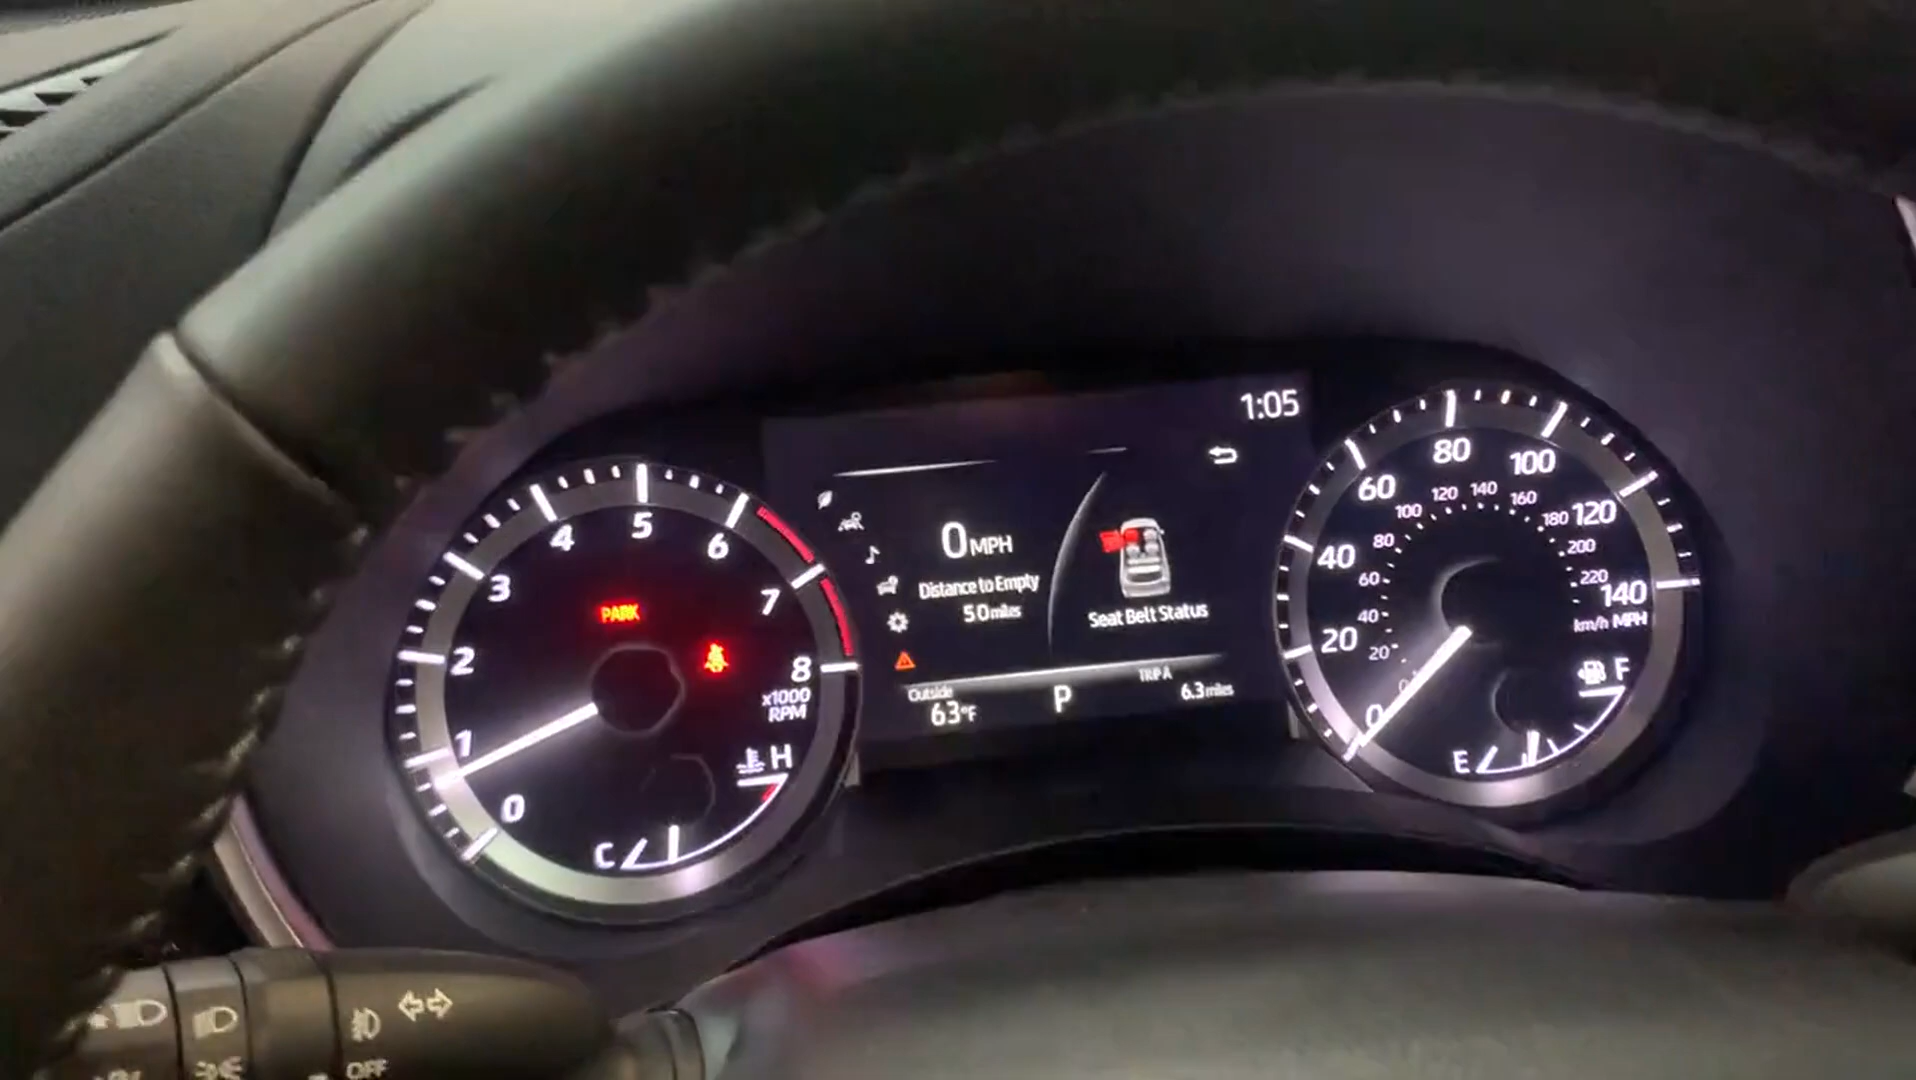 1:05
0 MPH
Distance to Empty
50 miles
Seat Belt Status
Outside
63°F
P
TRIP A
6.3 miles
PARK
0
1
2
3
4
5
6
7
8
x1000
RPM
H
C
0
20
40
60
80
100
120
140
km/h MPH
0
20
40
60
80
100
120
140
160
180
200
220
F
E
OFF